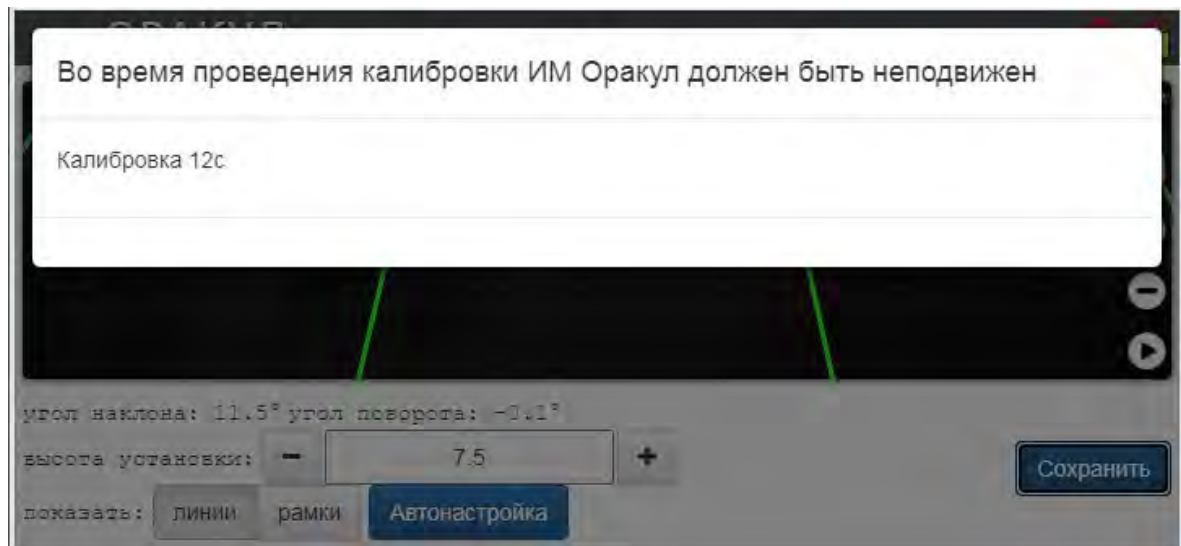 Во время проведения калибровки ИМ Оракул должен быть неподвижен
Калибровка 12с
угол наклона: 11.5° угол поворота: -0.1°
высота установки: − 7.5 +
показать: линии рамки Автонастройка
Сохранить